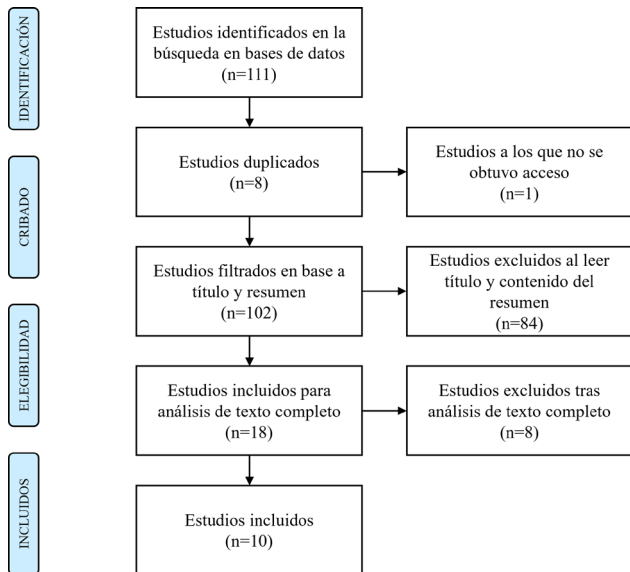 IDENTIFICACIÓN
Estudios identificados en la
búsqueda en bases de datos
(n=111)
CRIBADO
Estudios duplicados
(n=8)
Estudios a los que no se
obtuvo acceso
(n=1)
Estudios filtrados en base a
título y resumen
(n=102)
Estudios excluidos al leer
título y contenido del
resumen
(n=84)
ELEGIBILIDAD
Estudios incluidos para
análisis de texto completo
(n=18)
Estudios excluidos tras
análisis de texto completo
(n=8)
INCLUIDOS
Estudios incluidos
(n=10)